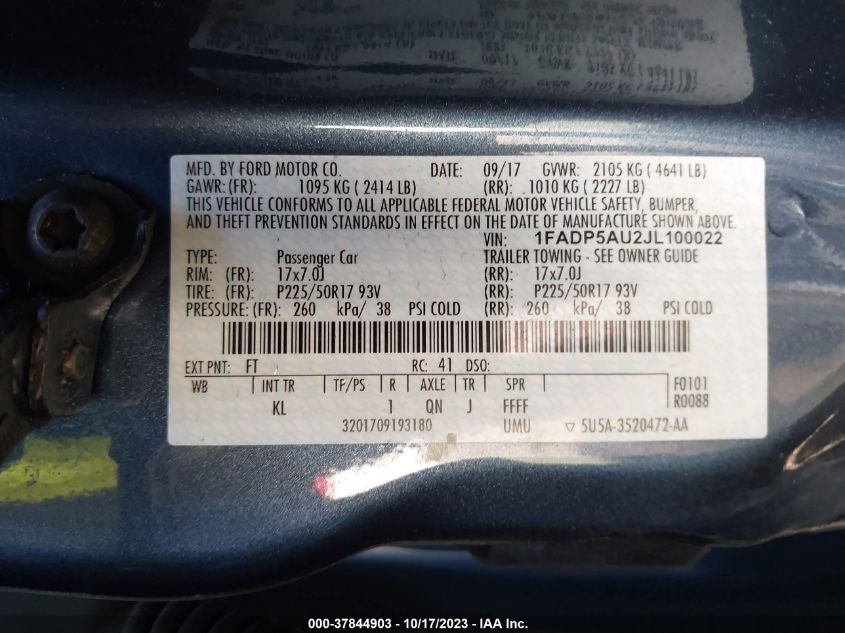 MFD. BY FORD MOTOR CO. DATE: 09/17 GVWR: 2105 KG ( 4641 LB)
GAWR:(FR): 1095 KG ( 2414 LB) (RR): 1010 KG ( 2227 LB)
THIS VEHICLE CONFORMS TO ALL APPLICABLE FEDERAL MOTOR VEHICLE SAFETY, BUMPER,
AND THEFT PREVENTION STANDARDS IN EFFECT ON THE DATE OF MANUFACTURE SHOWN ABOVE.
VIN: 1FADP5AU2JL100022
TYPE: Passenger Car TRAILER TOWING - SEE OWNER GUIDE
RIM: (FR): 17x7.0J (RR): 17x7.0J
TIRE: (FR): P225/50R17 93V (RR): P225/50R17 93V
PRESSURE:(FR): 260 kPa/ 38 PSI COLD (RR): 260 kPa/ 38 PSI COLD
EXT PNT: FT RC: 41 DSO:
WB INT TR TF/PS R AXLE TR SPR F0101
KL 1 QN J FFFF R0088
3201709193180 UMU ▽ 5U5A-3520472-AA
000-37844903 - 10/17/2023 - IAA Inc.